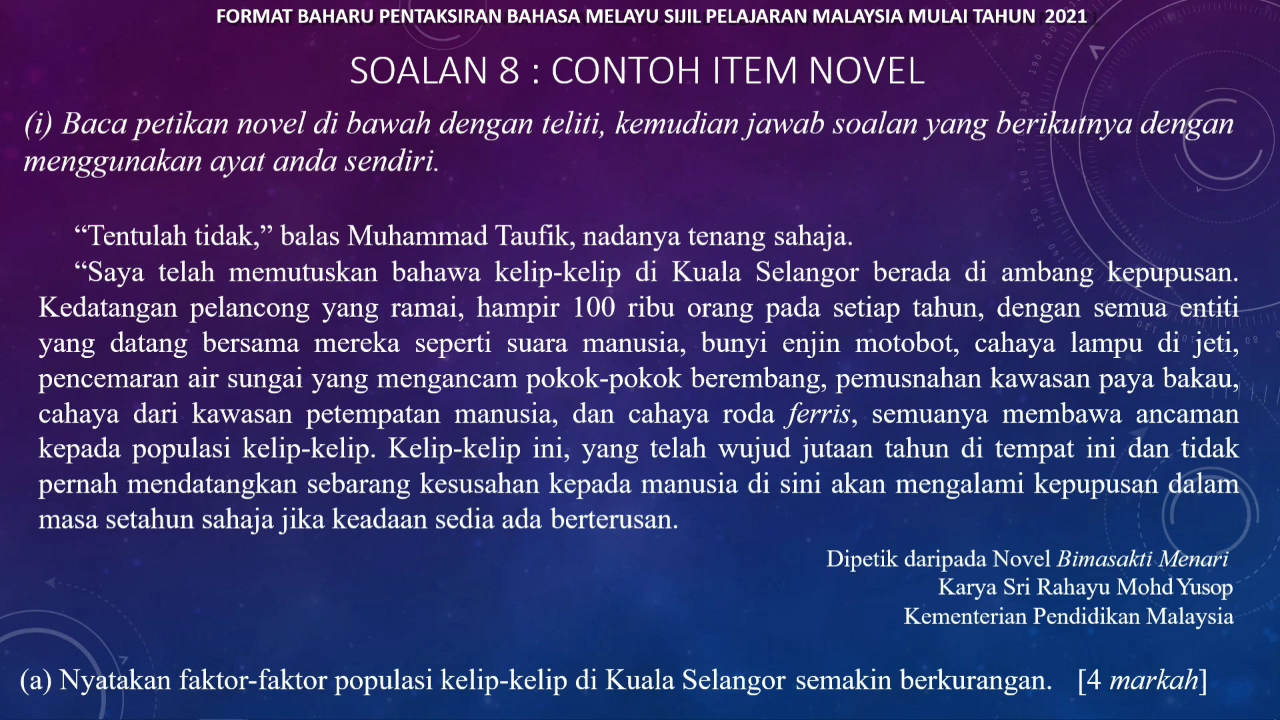 FORMAT BAHARU PENTAKSIRAN BAHASA MELAYU SIJIL PELAJARAN MALAYSIA MULAI TAHUN 2021
SOALAN 8 : CONTOH ITEM NOVEL
(i) Baca petikan novel di bawah dengan teliti, kemudian jawab soalan yang berikutnya dengan
menggunakan ayat anda sendiri.
“Tentulah tidak,” balas Muhammad Taufik, nadanya tenang sahaja.
“Saya telah memutuskan bahawa kelip-kelip di Kuala Selangor berada di ambang kepupusan.
Kedatangan pelancong yang ramai, hampir 100 ribu orang pada setiap tahun, dengan semua entiti
yang datang bersama mereka seperti suara manusia, bunyi enjin motobot, cahaya lampu di jeti,
pencemaran air sungai yang mengancam pokok-pokok berembang, pemusnahan kawasan paya bakau,
cahaya dari kawasan petempatan manusia, dan cahaya roda ferris, semuanya membawa ancaman
kepada populasi kelip-kelip. Kelip-kelip ini, yang telah wujud jutaan tahun di tempat ini dan tidak
pernah mendatangkan sebarang kesusahan kepada manusia di sini akan mengalami kepupusan dalam
masa setahun sahaja jika keadaan sedia ada berterusan.
Dipetik daripada Novel Bimasakti Menari
Karya Sri Rahayu Mohd Yusop
Kementerian Pendidikan Malaysia
(a) Nyatakan faktor-faktor populasi kelip-kelip di Kuala Selangor semakin berkurangan. [4 markah]